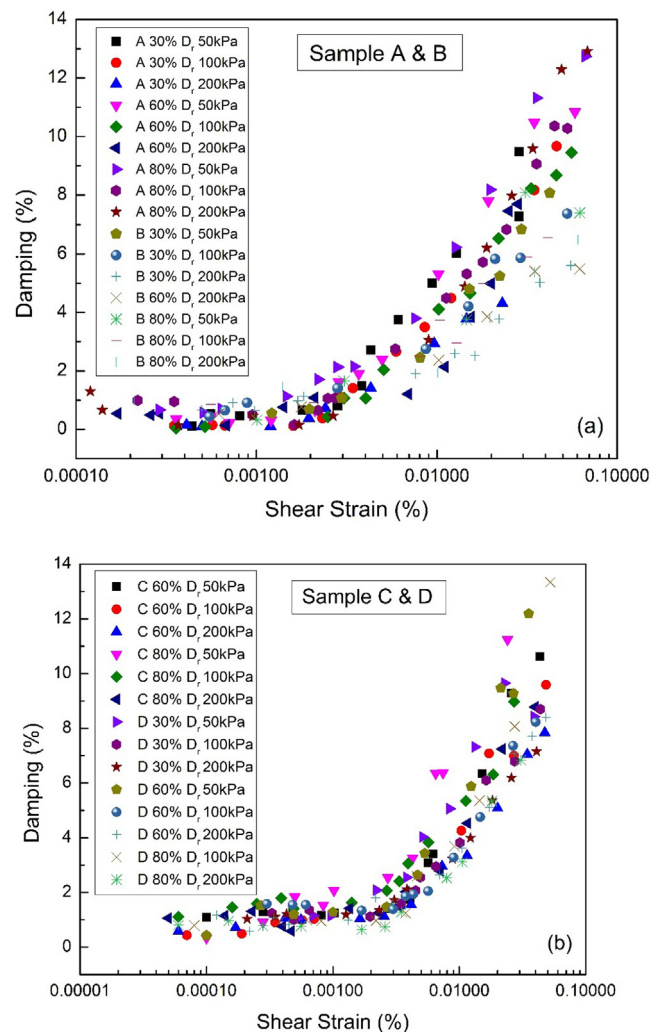 14
12
10
8
6
4
2
0
Damping (%)
A 30% Dr 50kPa
A 30% Dr 100kPa
A 30% Dr 200kPa
A 60% Dr 50kPa
A 60% Dr 100kPa
A 60% Dr 200kPa
A 80% Dr 50kPa
A 80% Dr 100kPa
A 80% Dr 200kPa
B 30% Dr 50kPa
B 30% Dr 100kPa
B 30% Dr 200kPa
B 60% Dr 200kPa
B 80% Dr 50kPa
B 80% Dr 100kPa
B 80% Dr 200kPa
Sample A & B
(a)
0.00010 0.00100 0.01000 0.10000
Shear Strain (%)
14
12
10
8
6
4
2
0
Damping (%)
C 60% Dr 50kPa
C 60% Dr 100kPa
C 60% Dr 200kPa
C 80% Dr 50kPa
C 80% Dr 100kPa
C 80% Dr 200kPa
D 30% Dr 50kPa
D 30% Dr 100kPa
D 30% Dr 200kPa
D 60% Dr 50kPa
D 60% Dr 100kPa
D 60% Dr 200kPa
D 80% Dr 100kPa
D 80% Dr 200kPa
Sample C & D
(b)
0.00001 0.00010 0.00100 0.01000 0.10000
Shear Strain (%)